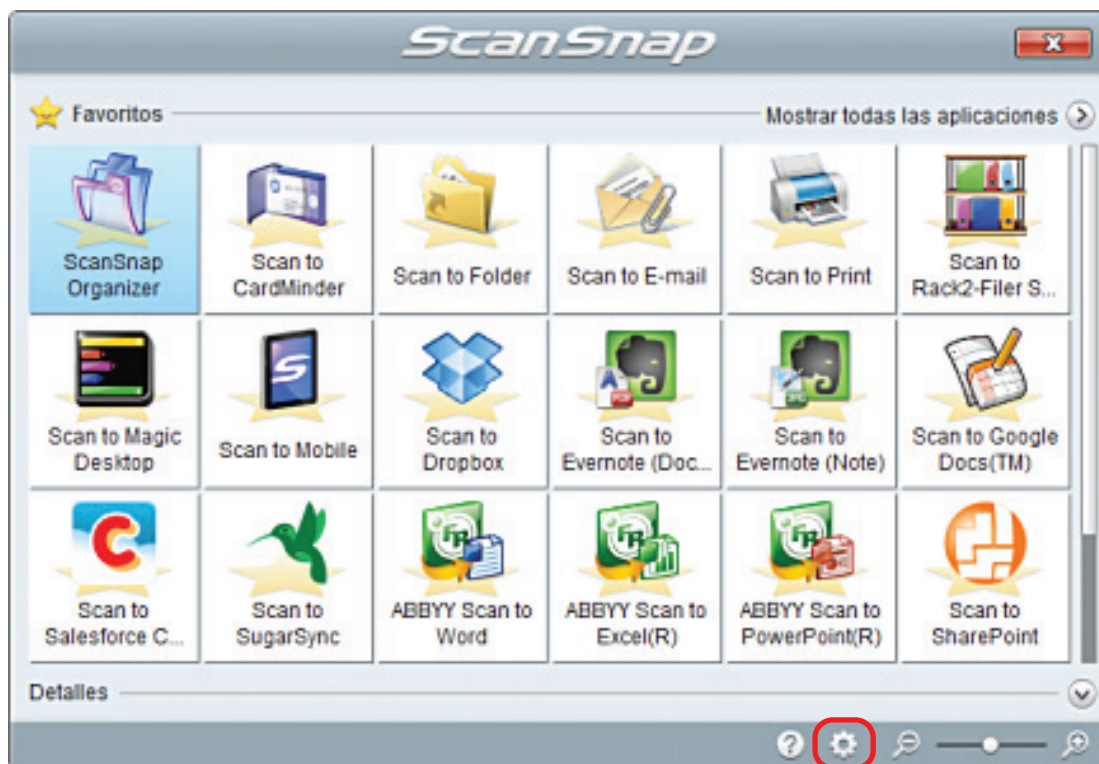 ScanSnap
Favoritos
Mostrar todas las aplicaciones
ScanSnap
Organizer
Scan to
CardMinder
Scan to Folder
Scan to E-mail
Scan to Print
Scan to
Rack2-Filer S...
Scan to Magic
Desktop
Scan to Mobile
Scan to
Dropbox
Scan to
Evernote (Doc...
Scan to
Evernote (Note)
Scan to Google
Docs(TM)
Scan to
Salesforce C...
Scan to
SugarSync
ABBYY Scan to
Word
ABBYY Scan to
Excel(R)
ABBYY Scan to
PowerPoint(R)
Scan to
SharePoint
Detalles